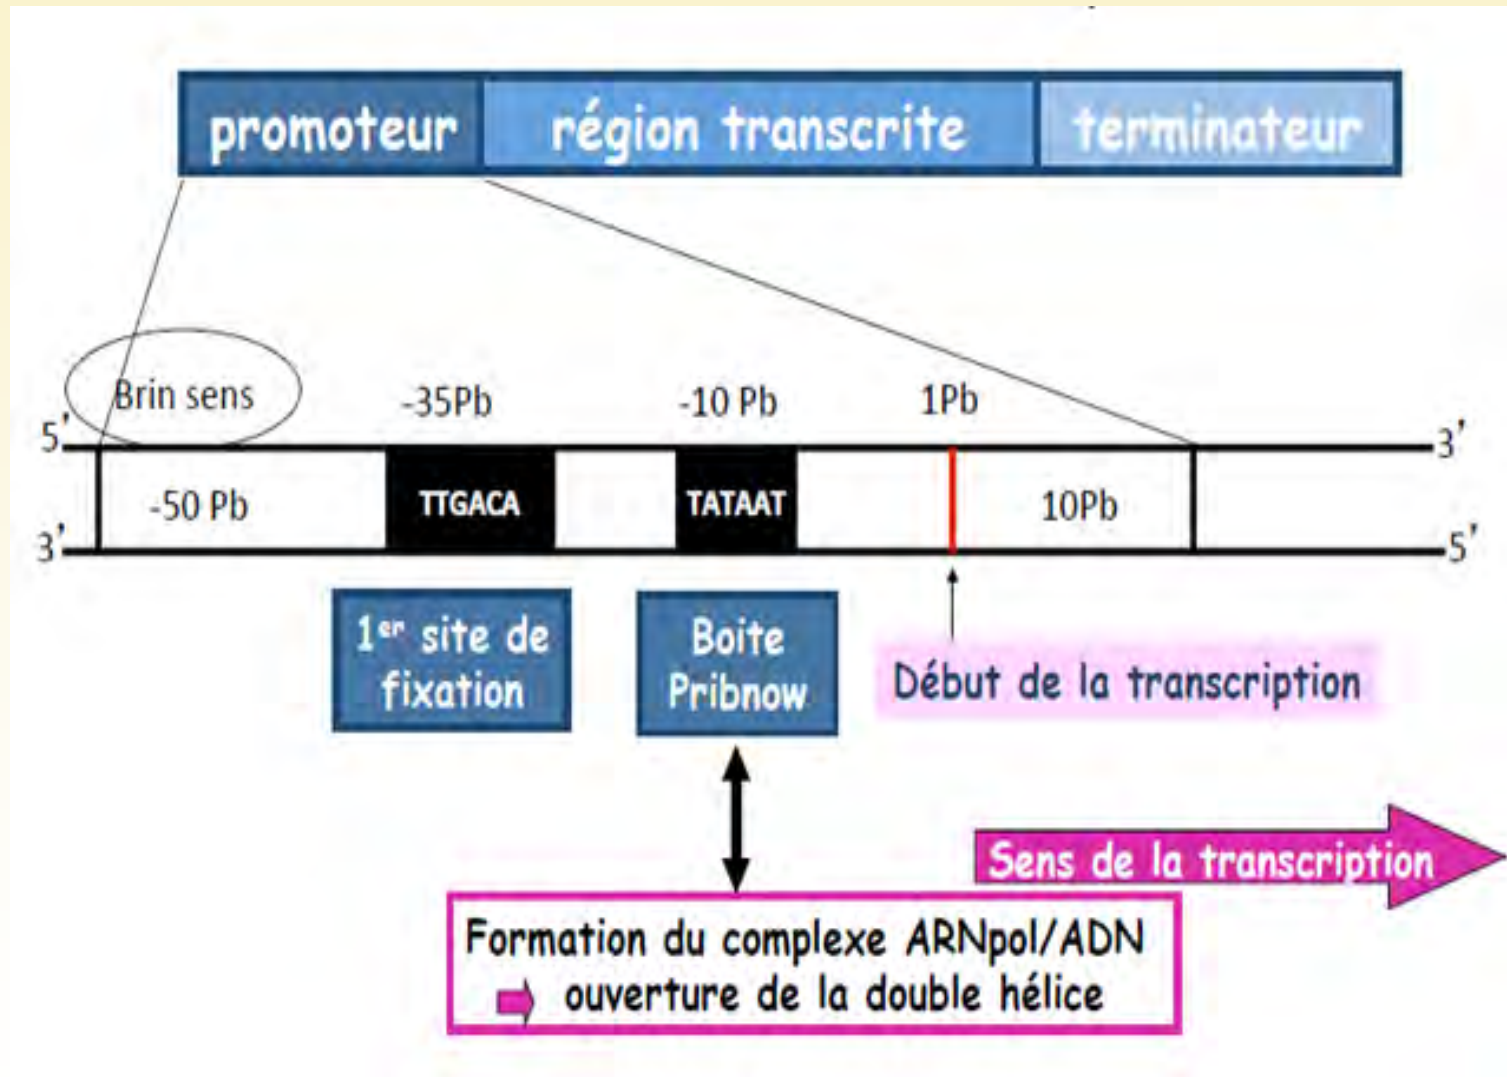 promoteur région transcrite terminateur
Brin sens -35Pb -10 Pb 1Pb
5' 3'
-50 Pb TTGACA TATAAT 10Pb
3' 5'
1er site de
fixation
Boite
Pribnow
Début de la transcription
Sens de la transcription
Formation du complexe ARNpol/ADN
ouverture de la double hélice